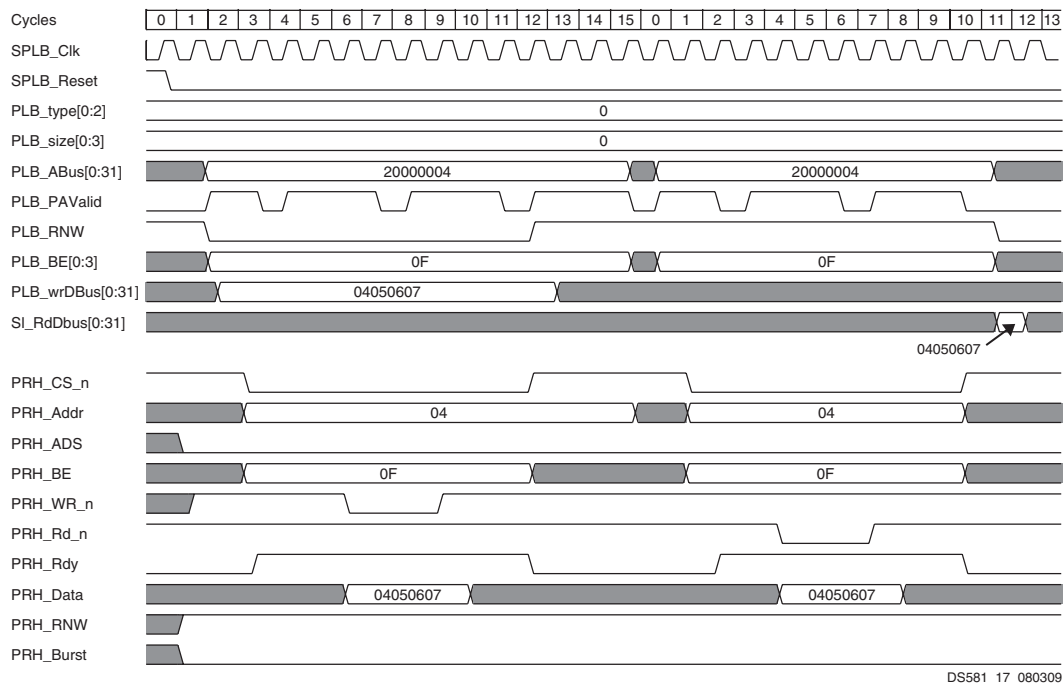 Cycles 0 1 2 3 4 5 6 7 8 9 10 11 12 13 14 15 0 1 2 3 4 5 6 7 8 9 10 11 12 13
SPLB_Clk
SPLB_Reset
PLB_type[0:2] 0
PLB_size[0:3] 0
PLB_ABus[0:31] 20000004 20000004
PLB_PAValid
PLB_RNW
PLB_BE[0:3] 0F 0F
PLB_wrDBus[0:31] 04050607
Sl_RdDbus[0:31]
04050607
PRH_CS_n
PRH_Addr 04 04
PRH_ADS
PRH_BE 0F 0F
PRH_WR_n
PRH_Rd_n
PRH_Rdy
PRH_Data 04050607 04050607
PRH_RNW
PRH_Burst
DS581_17_080309